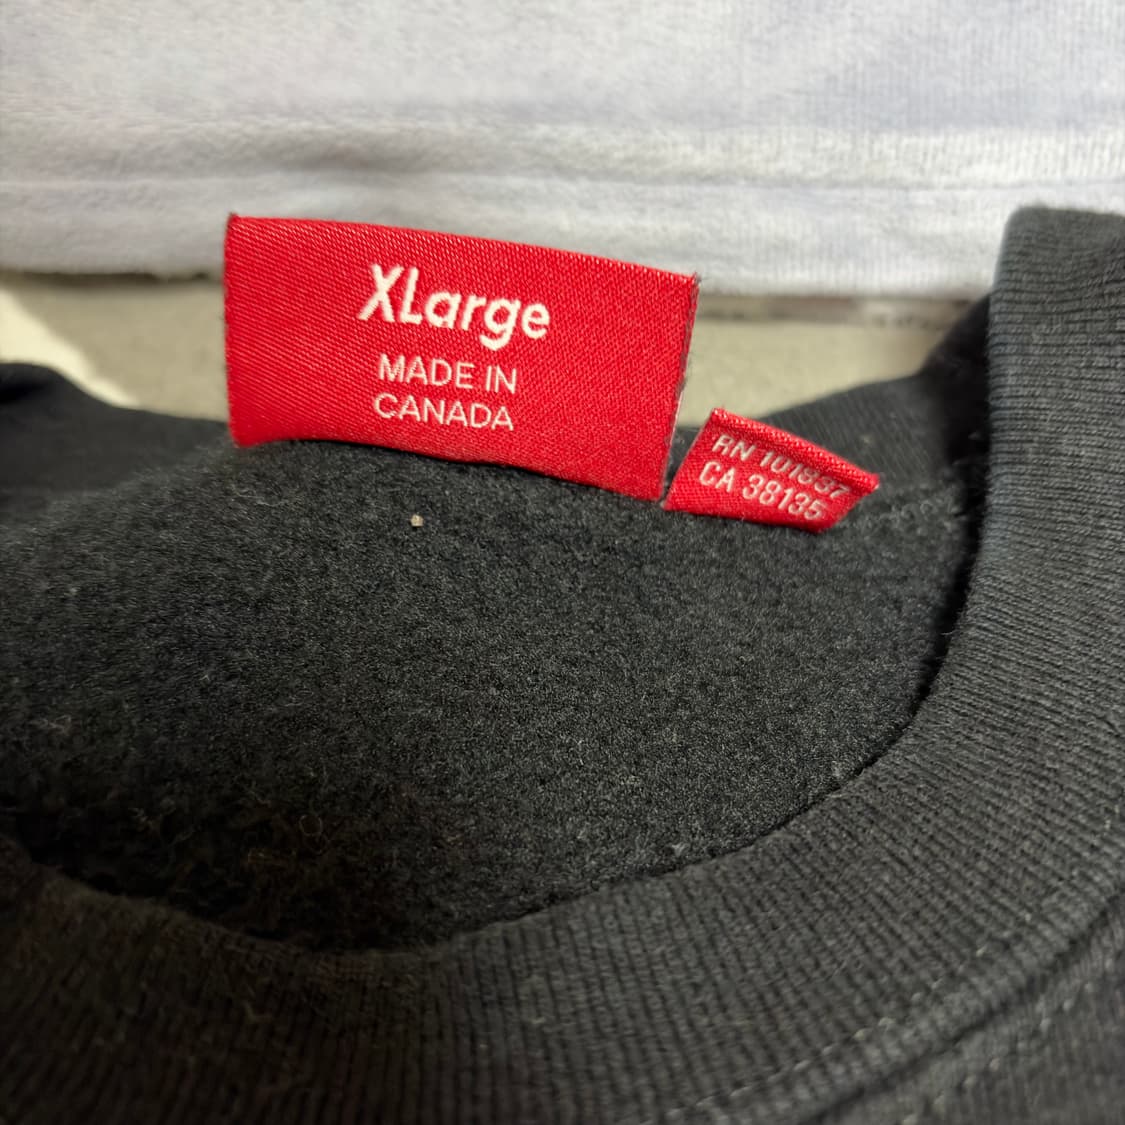 XLarge
MADE IN
CANADA
RN 101837
CA 38135